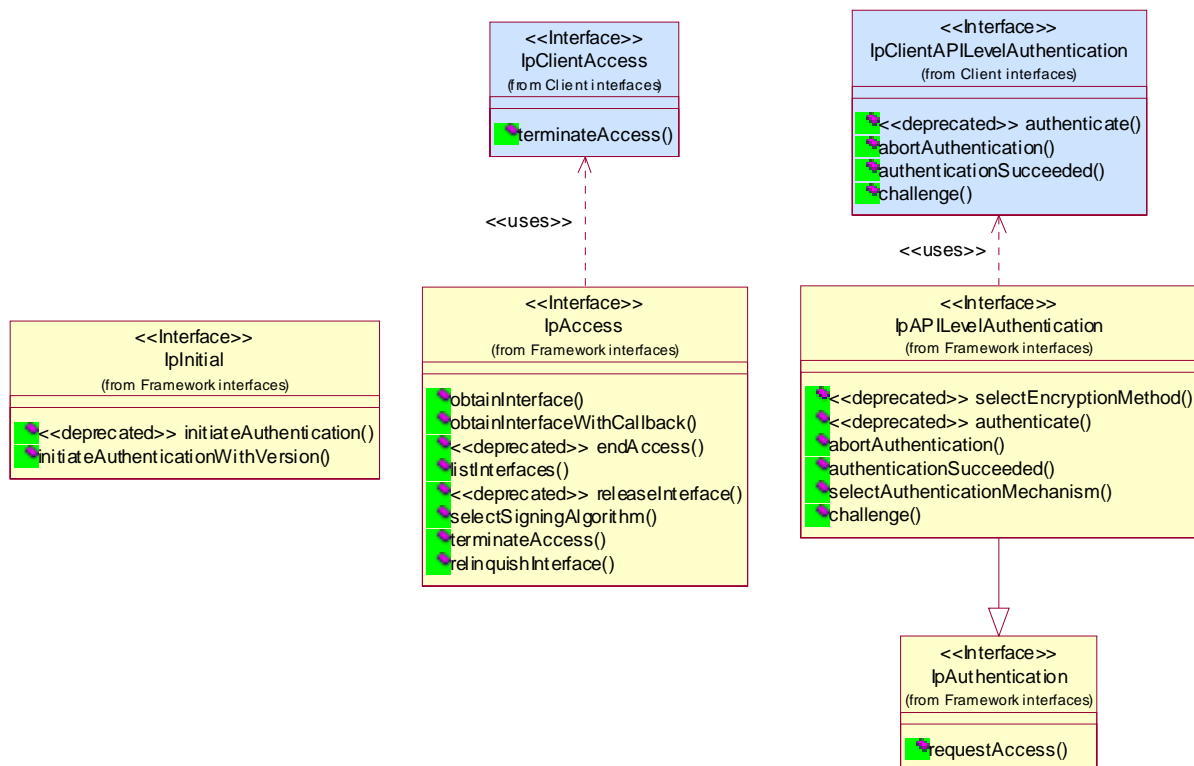 <<Interface>>
IpClientAccess
(from Client interfaces)
terminateAccess()
<<Interface>>
IpClientAPILevelAuthentication
(from Client interfaces)
<<deprecated>> authenticate()
abortAuthentication()
authenticationSucceeded()
challenge()
<<uses>>
<<uses>>
<<Interface>>
IpInitial
(from Framework interfaces)
<<deprecated>> initiateAuthentication()
initiateAuthenticationWithVersion()
<<Interface>>
IpAccess
(from Framework interfaces)
obtainInterface()
obtainInterfaceWithCallback()
<<deprecated>> endAccess()
listInterfaces()
<<deprecated>> releaseInterface()
selectSigningAlgorithm()
terminateAccess()
relinquishInterface()
<<Interface>>
IpAPILevelAuthentication
(from Framework interfaces)
<<deprecated>> selectEncryptionMethod()
<<deprecated>> authenticate()
abortAuthentication()
authenticationSucceeded()
selectAuthenticationMechanism()
challenge()
<<Interface>>
IpAuthentication
(from Framework interfaces)
requestAccess()